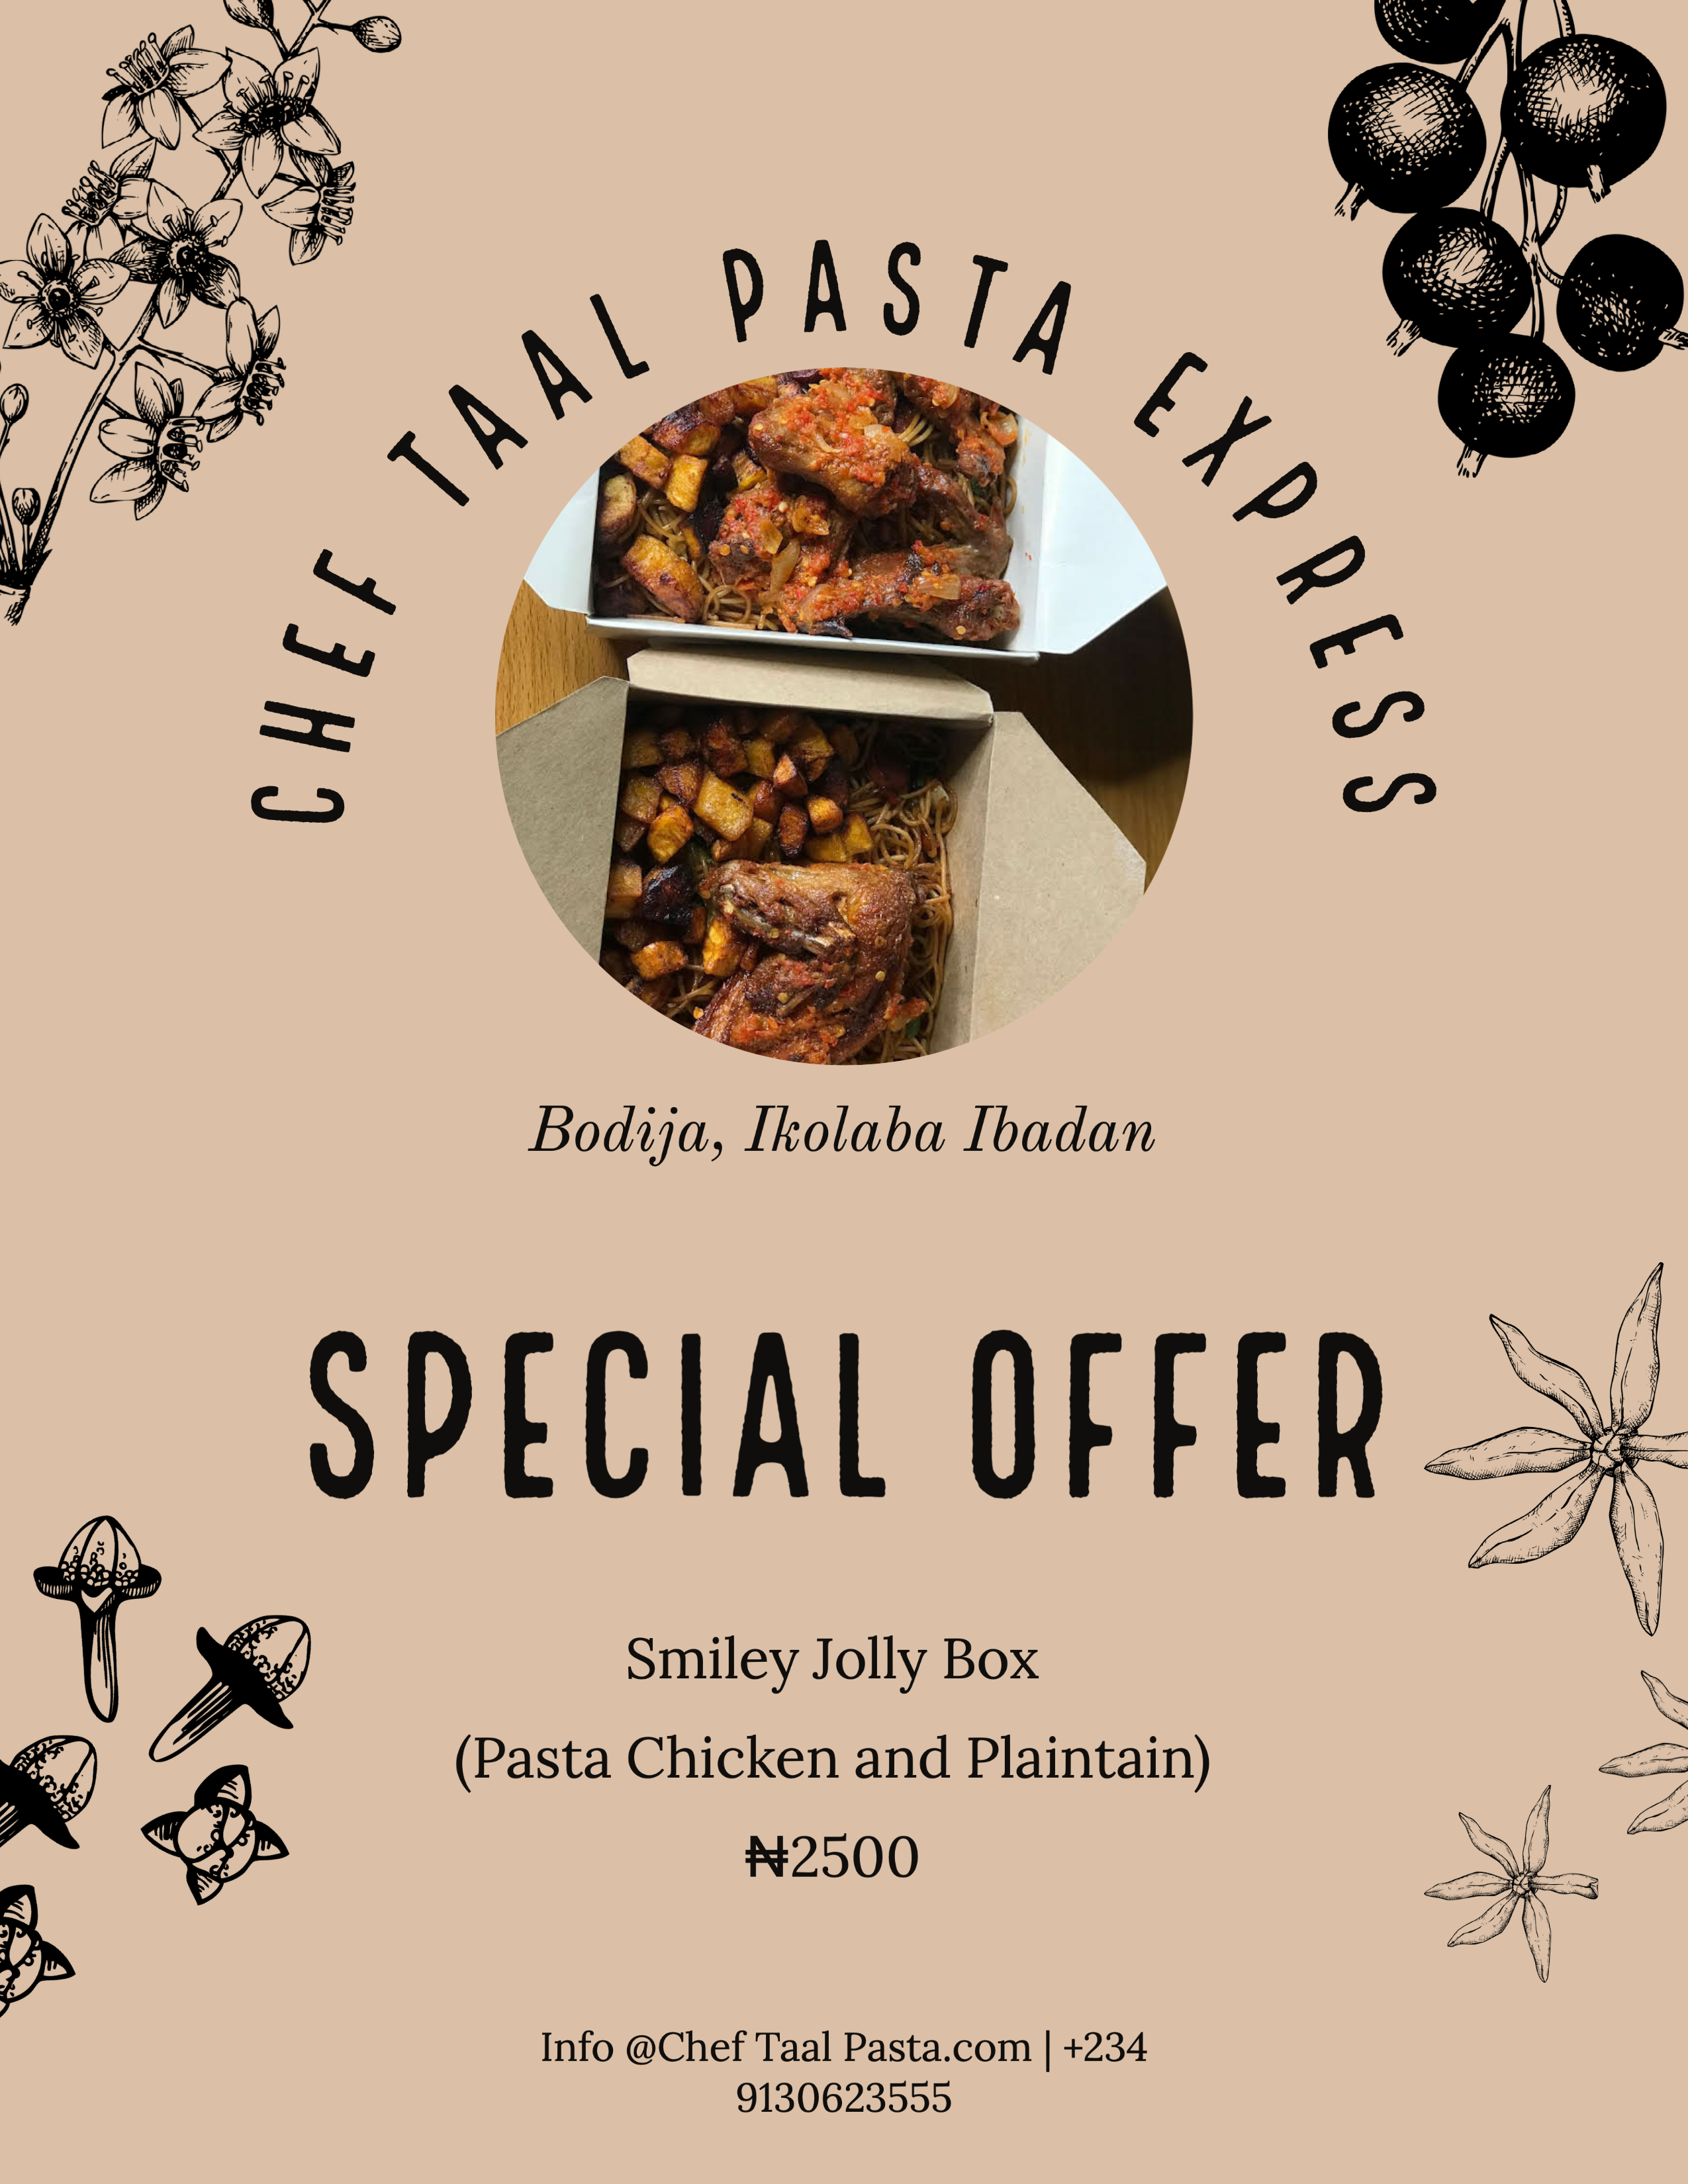 CHEF TAAL PASTA EXPRESS
Bodija, Ikolaba Ibadan
SPECIAL OFFER
Smiley Jolly Box
(Pasta Chicken and Plaintain)
₦2500
Info @Chef Taal Pasta.com | +234
9130623555